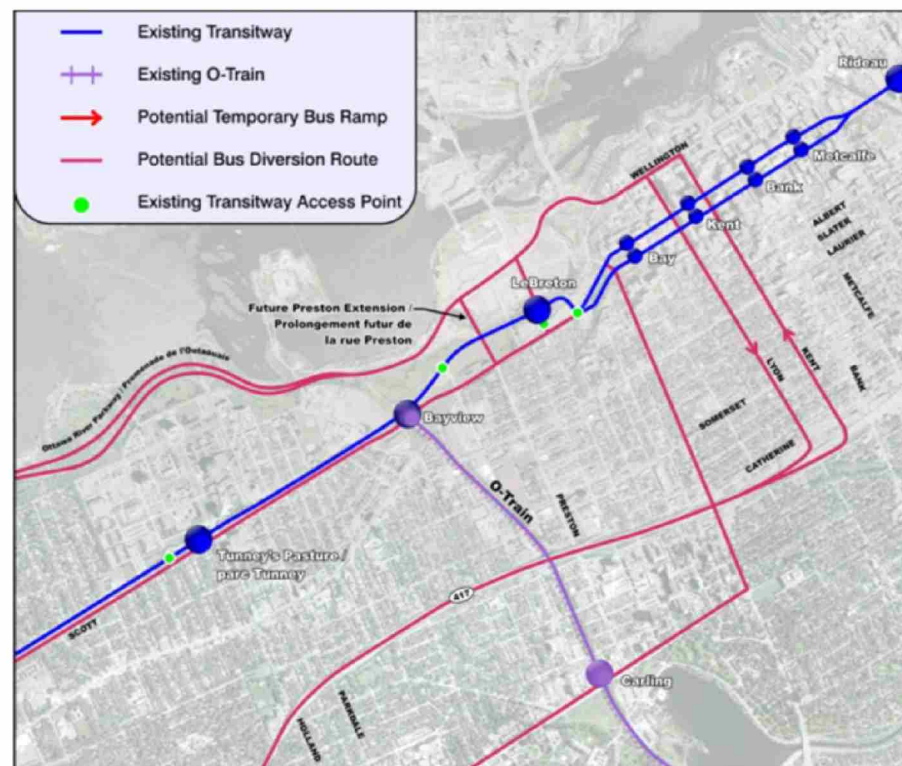 Existing Transitway
Existing O-Train
Potential Temporary Bus Ramp
Potential Bus Diversion Route
Existing Transitway Access Point
Rideau
WELLINGTON
Metcalfe
Bank
Kent
Bay
ALBERT
SLATER
LAURIER
METCALFE
LeBreton
Future Preston Extension /
Prolongement futur de
la rue Preston
Ottawa River Parkway / Promenade de l'Outaouais
LYON
KENT
BANK
Bayview
SOMERSET
CATHERINE
O-Train
PRESTON
Tunney's Pasture /
parc Tunney
417
SCOTT
Carling
PARKDALE
HOLLAND